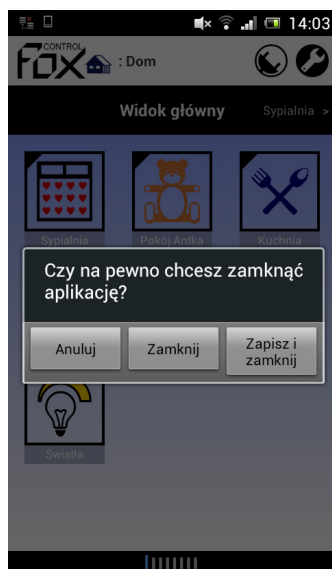 14:03
CONTROL
FOX
: Dom
Widok główny
Sypialnia >
Sypialnia
Pokój Antka
Kuchnia
Czy na pewno chcesz zamknąć
aplikację?
Anuluj
Zamknij
Zapisz i
zamknij
Światła